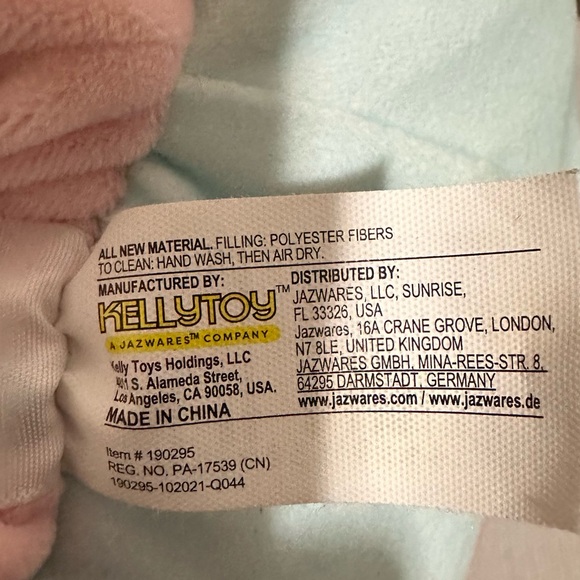 ALL NEW MATERIAL. FILLING: POLYESTER FIBERS
TO CLEAN: HAND WASH, THEN AIR DRY.
MANUFACTURED BY:
KELLYTOY™
A JAZWARES™ COMPANY
Kelly Toys Holdings, LLC
S. Alameda Street,
Los Angeles, CA 90058, USA.
MADE IN CHINA
DISTRIBUTED BY:
JAZWARES, LLC, SUNRISE,
FL 33326, USA
Jazwares, 16A CRANE GROVE, LONDON,
N7 8LE, UNITED KINGDOM
JAZWARES GMBH, MINA-REES-STR. 8,
64295 DARMSTADT, GERMANY
www.jazwares.com / www.jazwares.de
Item # 190295
REG. NO. PA-17539 (CN)
190295-102021-Q044